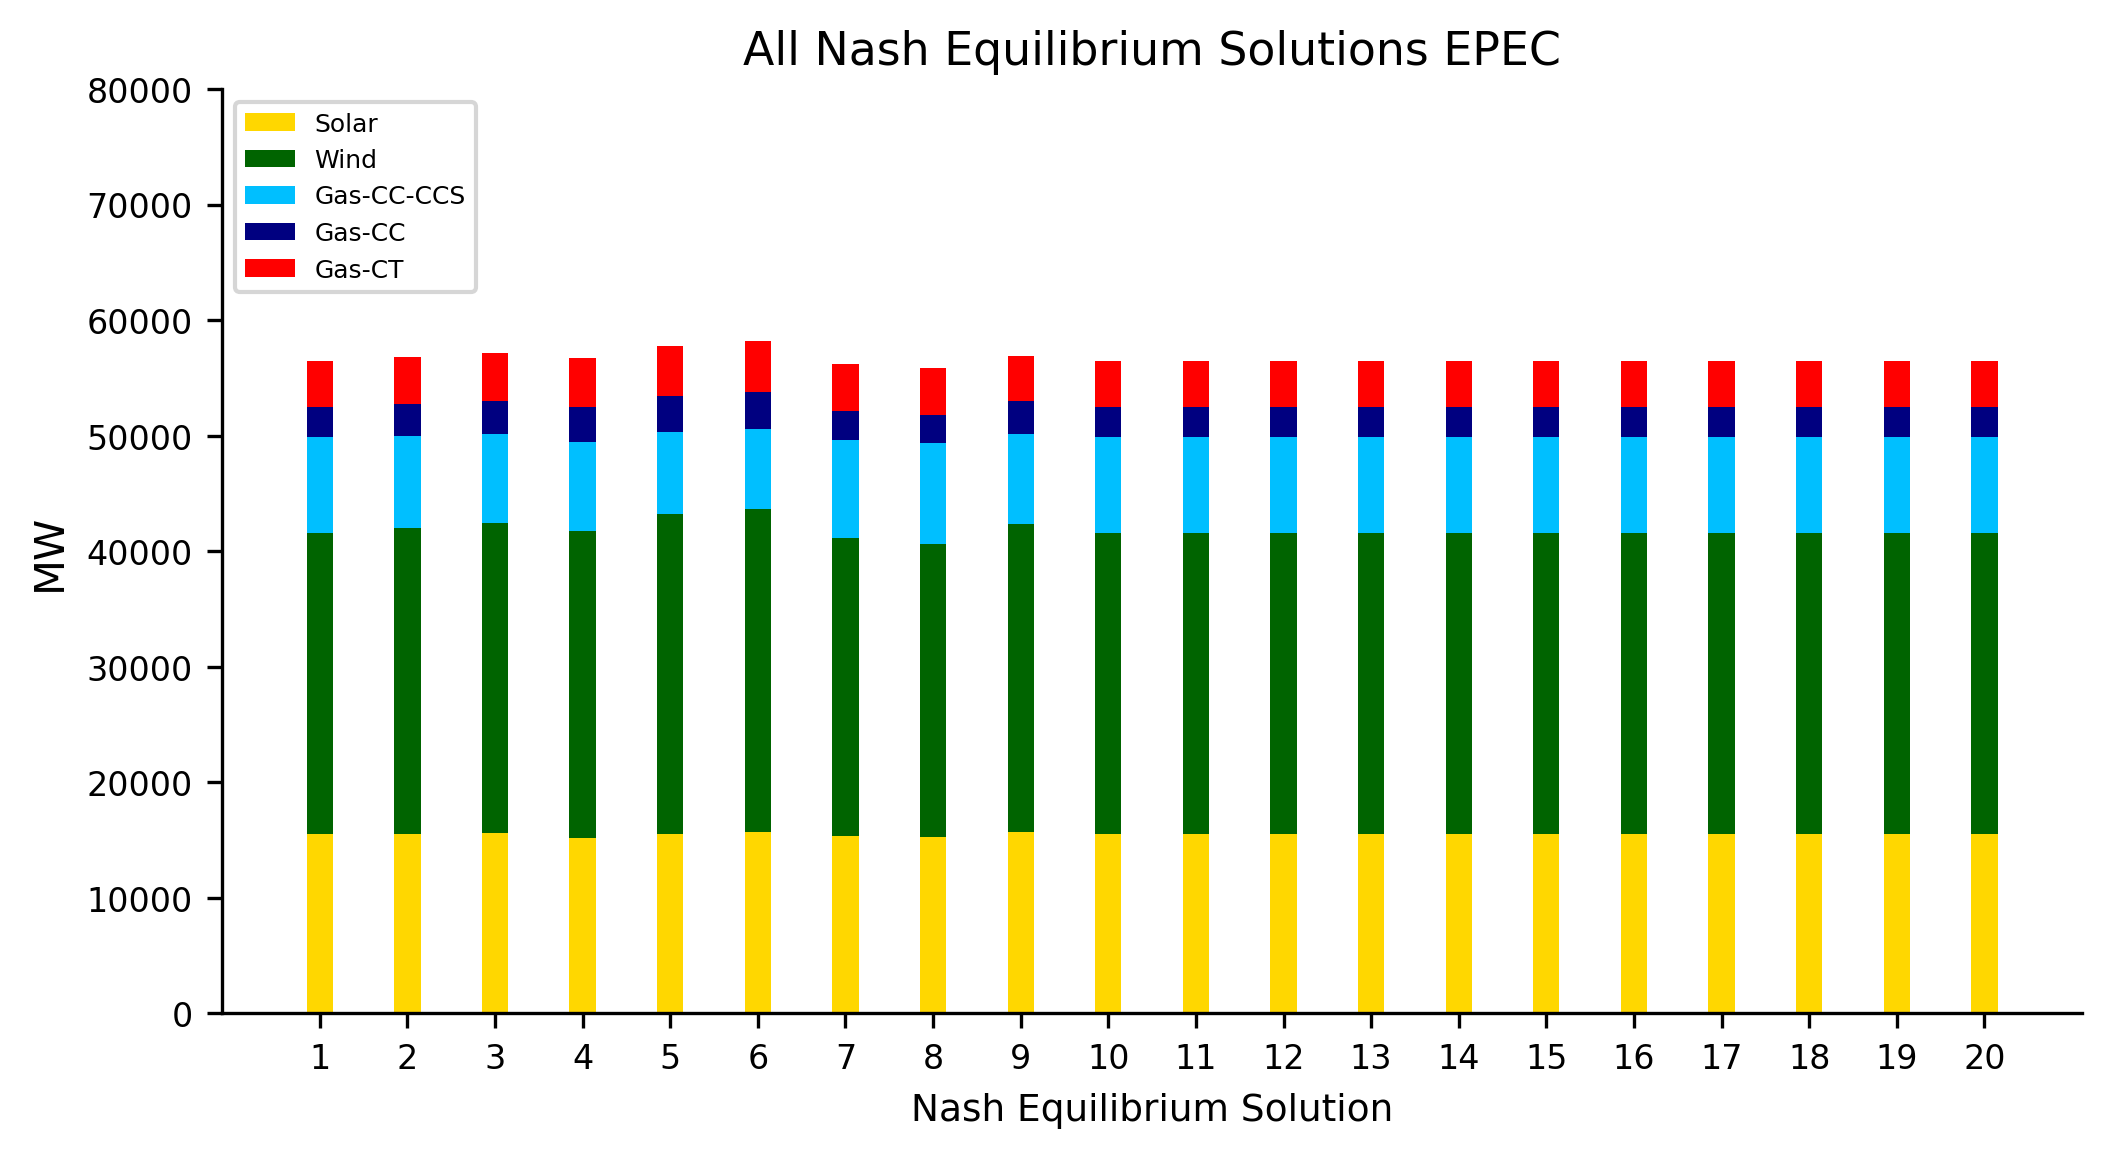 All Nash Equilibrium Solutions EPEC
80000
70000
60000
50000
40000
30000
20000
10000
0
MW
Solar
Wind
Gas-CC-CCS
Gas-CC
Gas-CT
1 2 3 4 5 6 7 8 9 10 11 12 13 14 15 16 17 18 19 20
Nash Equilibrium Solution